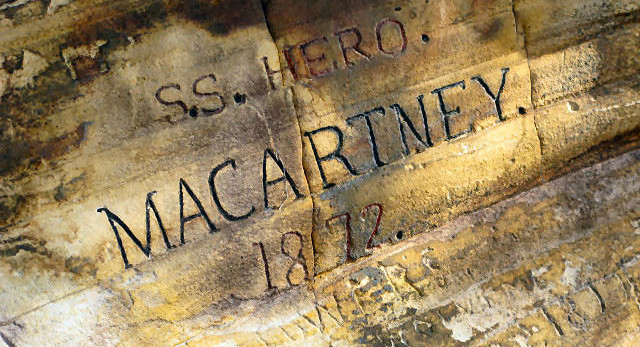 S.S. HERO.
MACARTNEY.
1872.